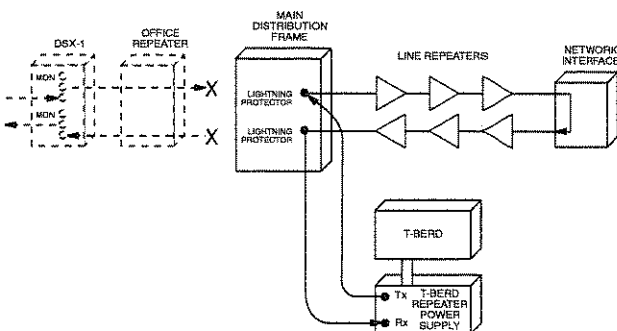 DSX-1
OFFICE
REPEATER
MAIN
DISTRIBUTION
FRAME
LINE REPEATERS
NETWORK
INTERFACE
MON
MON
X
X
LIGHTNING
PROTECTOR
LIGHTNING
PROTECTOR
T-BERD
Tx
Rx
T-BERD
REPEATER
POWER
SUPPLY